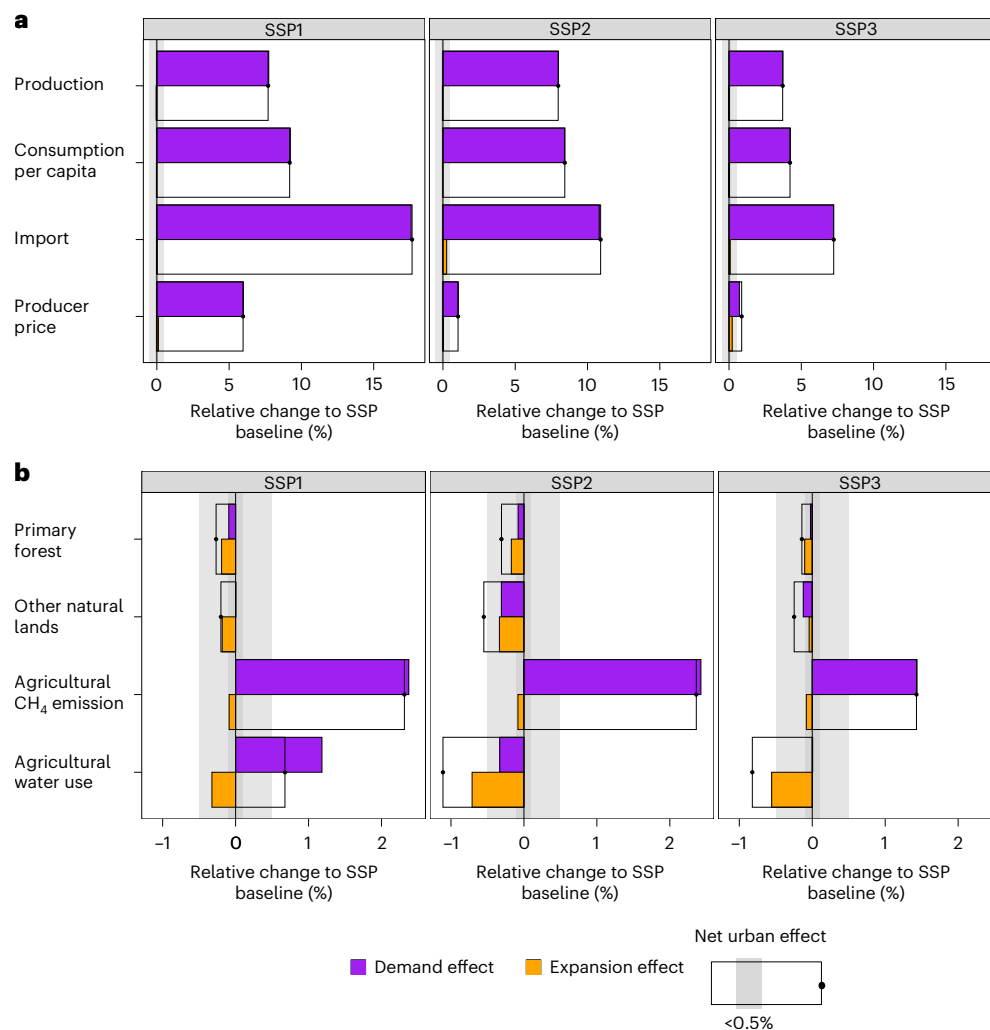 a
SSP1
SSP2
SSP3
Production
Consumption
per capita
Import
Producer
price
0 5 10 15
0 5 10 15
0 5 10 15
Relative change to SSP
baseline (%)
Relative change to SSP
baseline (%)
Relative change to SSP
baseline (%)
b
SSP1
SSP2
SSP3
Primary
forest
Other natural
lands
Agricultural
CH₄ emission
Agricultural
water use
–1 0 1 2
–1 0 1 2
–1 0 1 2
Relative change to SSP
baseline (%)
Relative change to SSP
baseline (%)
Relative change to SSP
baseline (%)
Net urban effect
Demand effect
Expansion effect
<0.5%